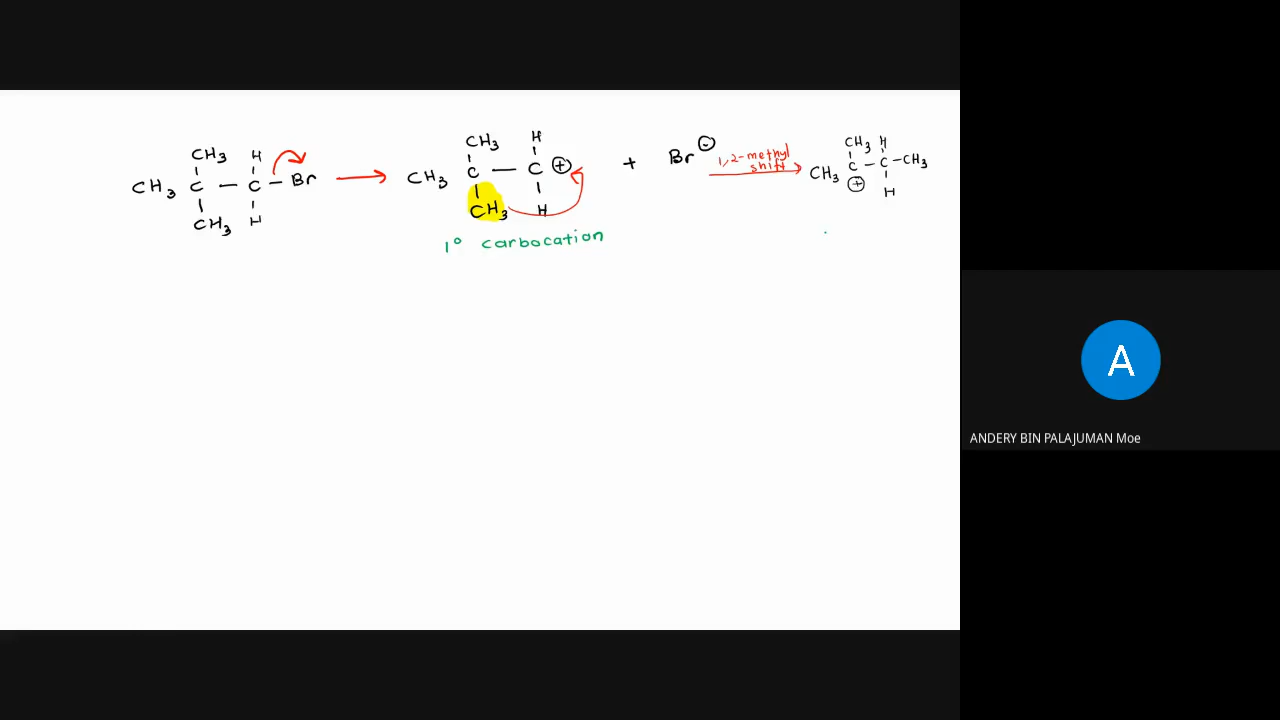 CH3 H
CH3 C — C — Br
CH3 H
CH3 H
CH3 C — C ⊕
CH3 H
1° carbocation
+ Br ⊖
1,2-methyl
shift
CH3 H
CH3 C — C — CH3
⊕ H
A
ANDERY BIN PALAJUMAN Moe